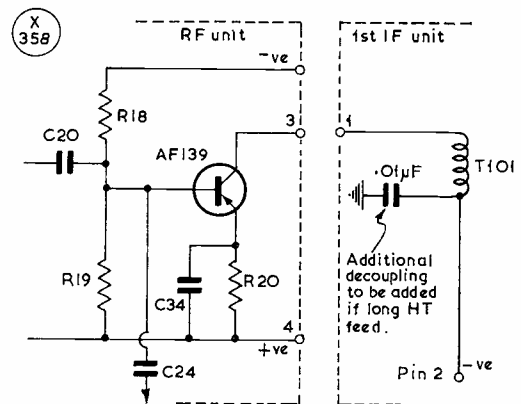 X
358
RF unit
1st IF unit
-ve
R18
3
1
C20
AF139
.01µF
T101
R19
C34
R20
Additional
decoupling
to be added
if long HT
feed.
4
+ve
C24
-ve
Pin 2